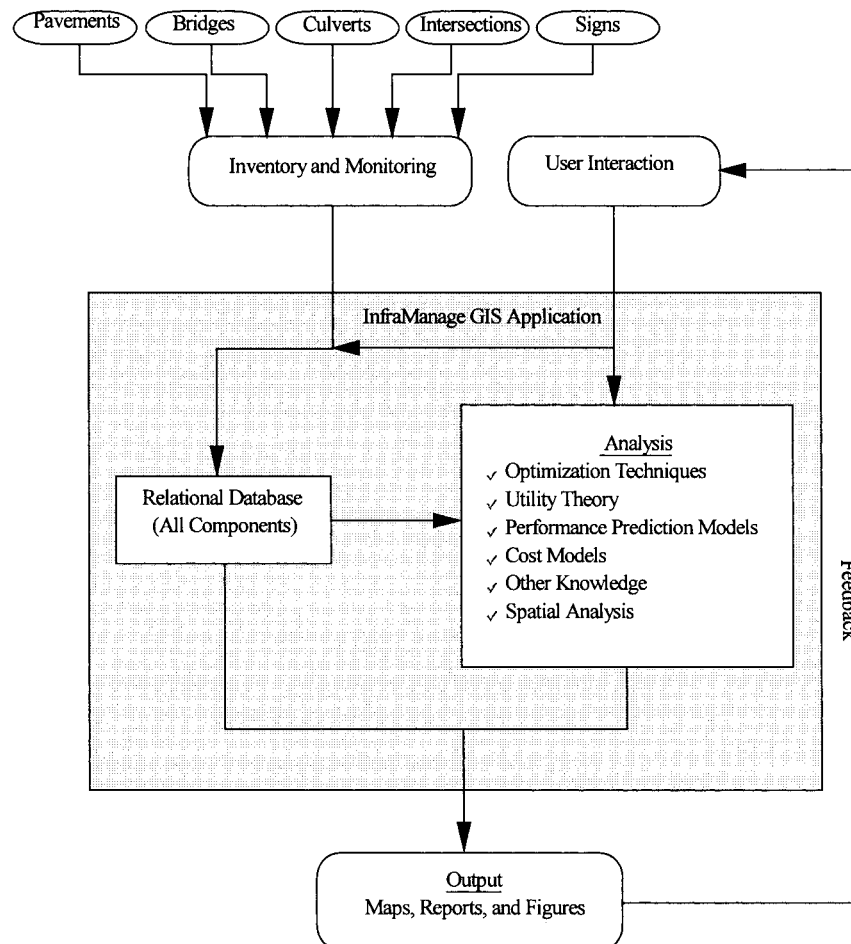 Pavements
Bridges
Culverts
Intersections
Signs
Inventory and Monitoring
User Interaction
InfraManage GIS Application
Analysis
✓ Optimization Techniques
✓ Utility Theory
✓ Performance Prediction Models
✓ Cost Models
✓ Other Knowledge
✓ Spatial Analysis
Relational Database
(All Components)
Feedback
Output
Maps, Reports, and Figures